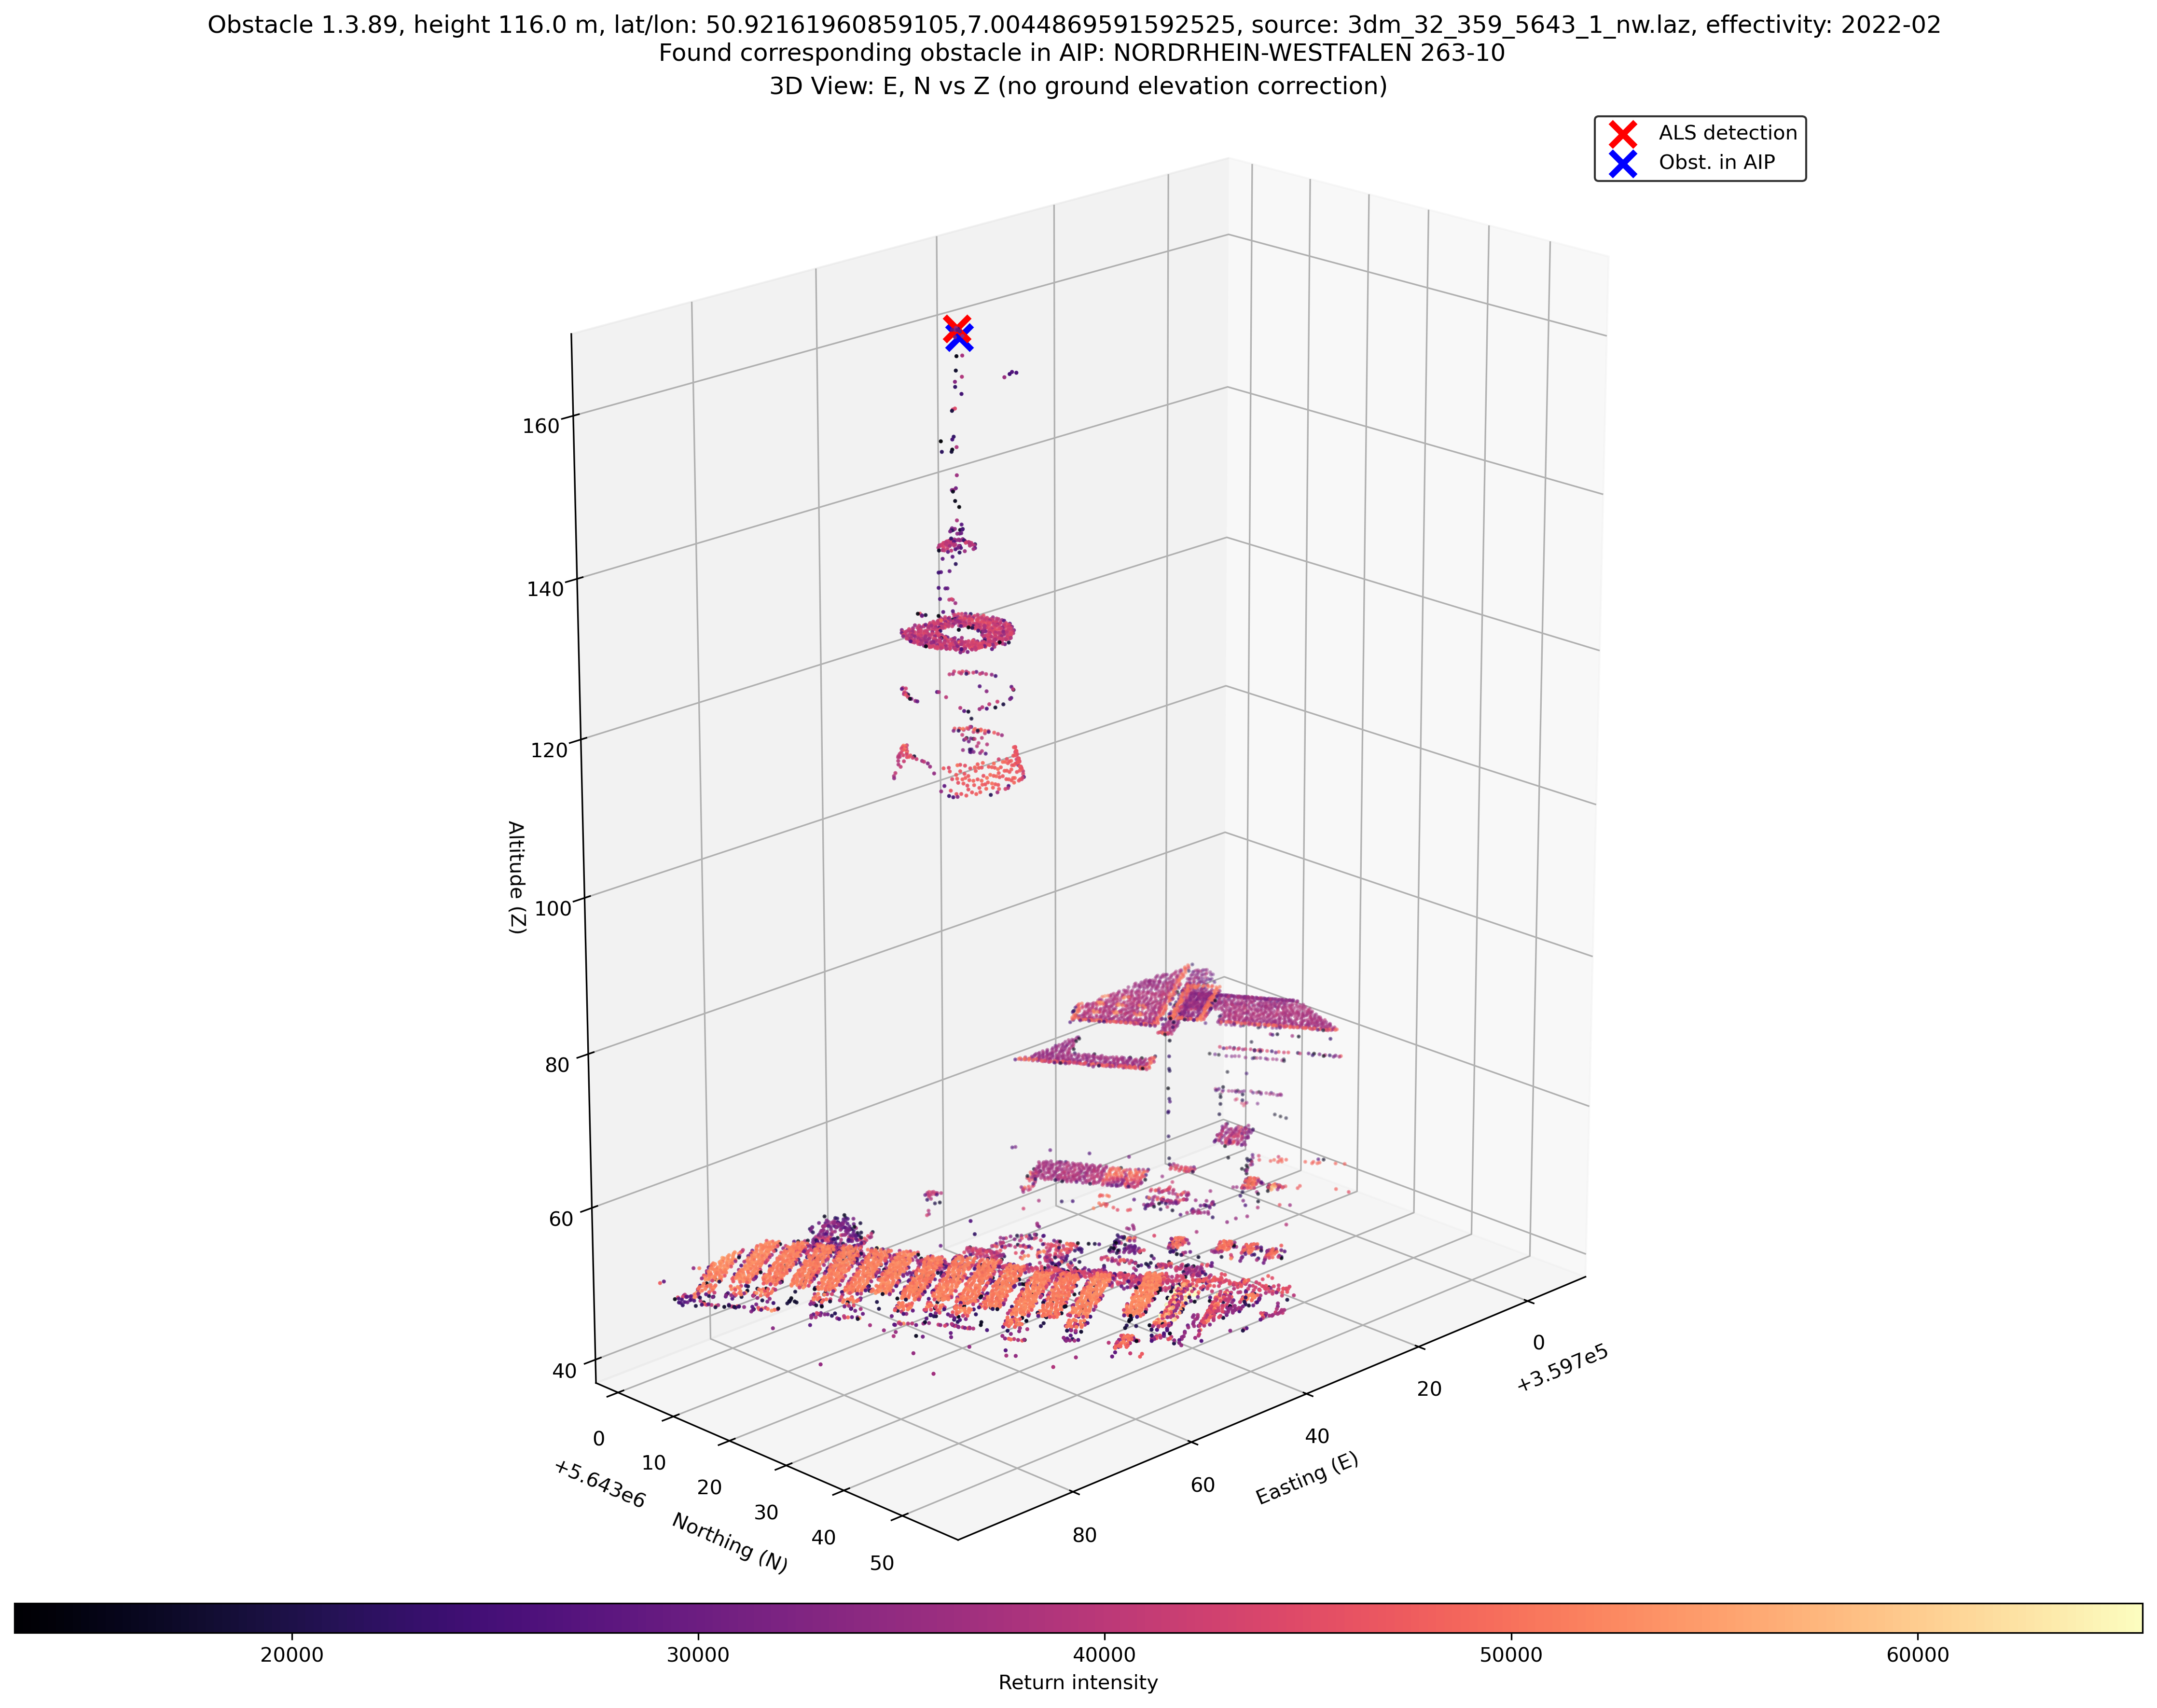 Obstacle 1.3.89, height 116.0 m, lat/lon: 50.92161960859105,7.0044869591592525, source: 3dm_32_359_5643_1_nw.laz, effectivity: 2022-02
Found corresponding obstacle in AIP: NORDRHEIN-WESTFALEN 263-10
3D View: E, N vs Z (no ground elevation correction)
ALS detection
Obst. in AIP
160
140
120
100
80
60
40
Altitude (Z)
0
10
20
30
40
50
+5.643e6
Northing (N)
0
20
40
60
80
+3.597e5
Easting (E)
20000
30000
40000
50000
60000
Return intensity